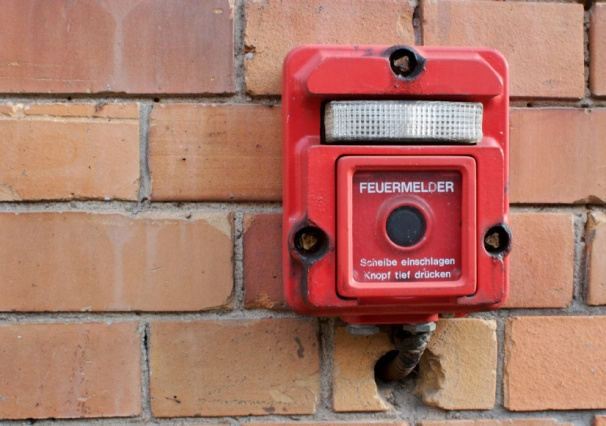 FEUERMELDER
Scheibe einschlagen
Knopf tief drücken